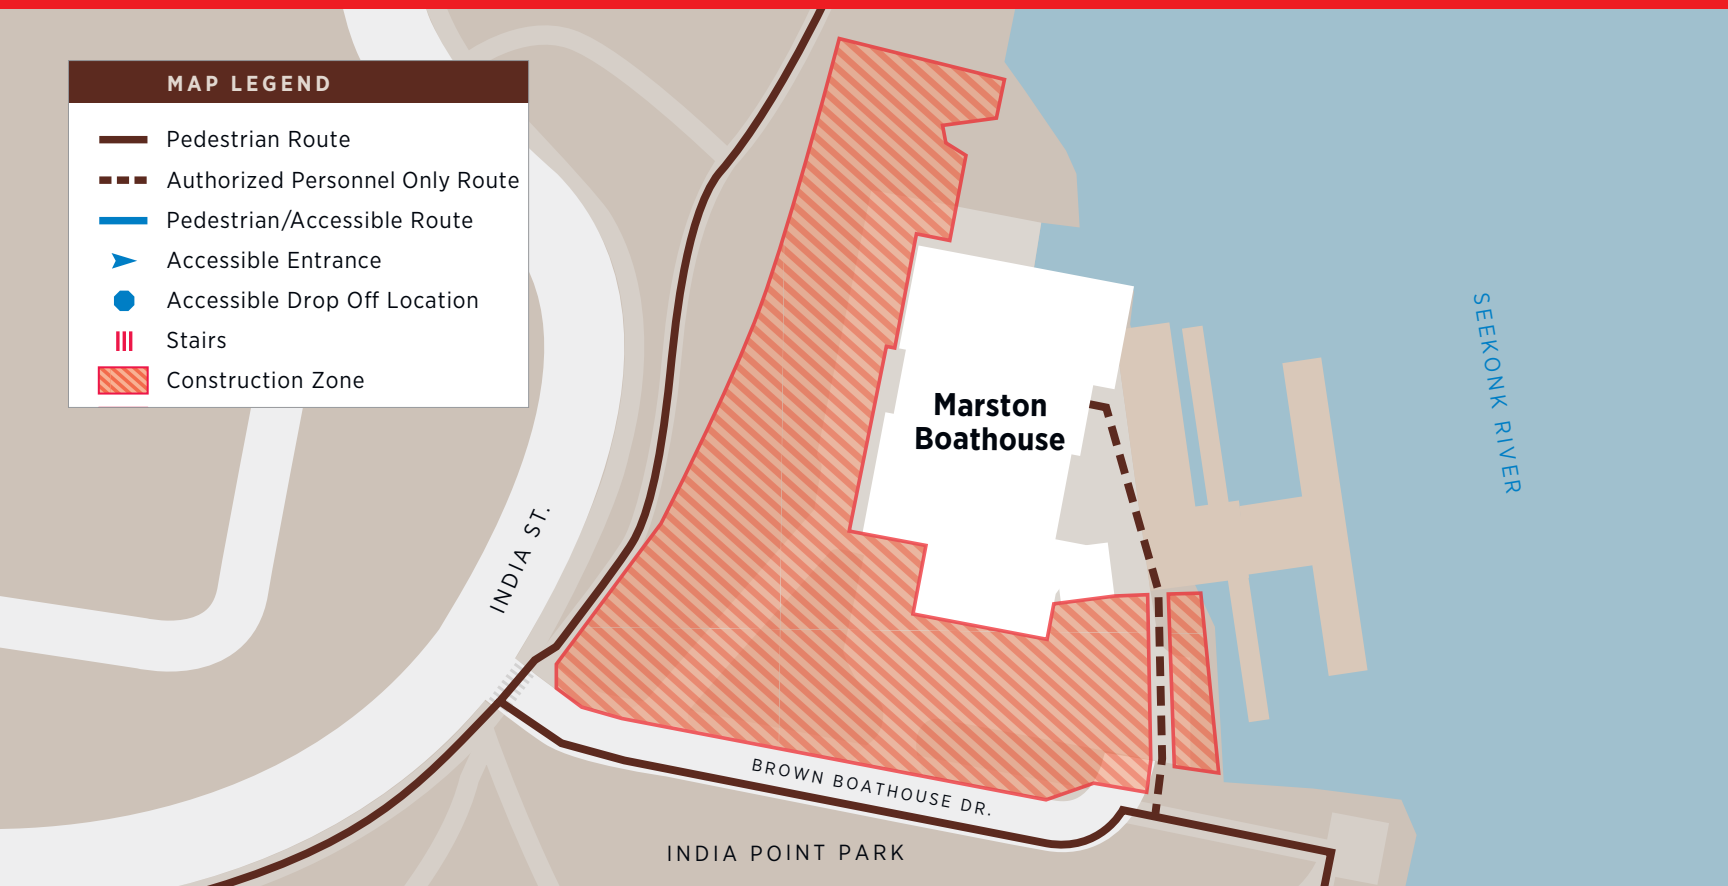 MAP LEGEND
Pedestrian Route
Authorized Personnel Only Route
Pedestrian/Accessible Route
Accessible Entrance
Accessible Drop Off Location
Stairs
Construction Zone
Marston
Boathouse
SEEKONK RIVER
INDIA ST.
BROWN BOATHOUSE DR.
INDIA POINT PARK